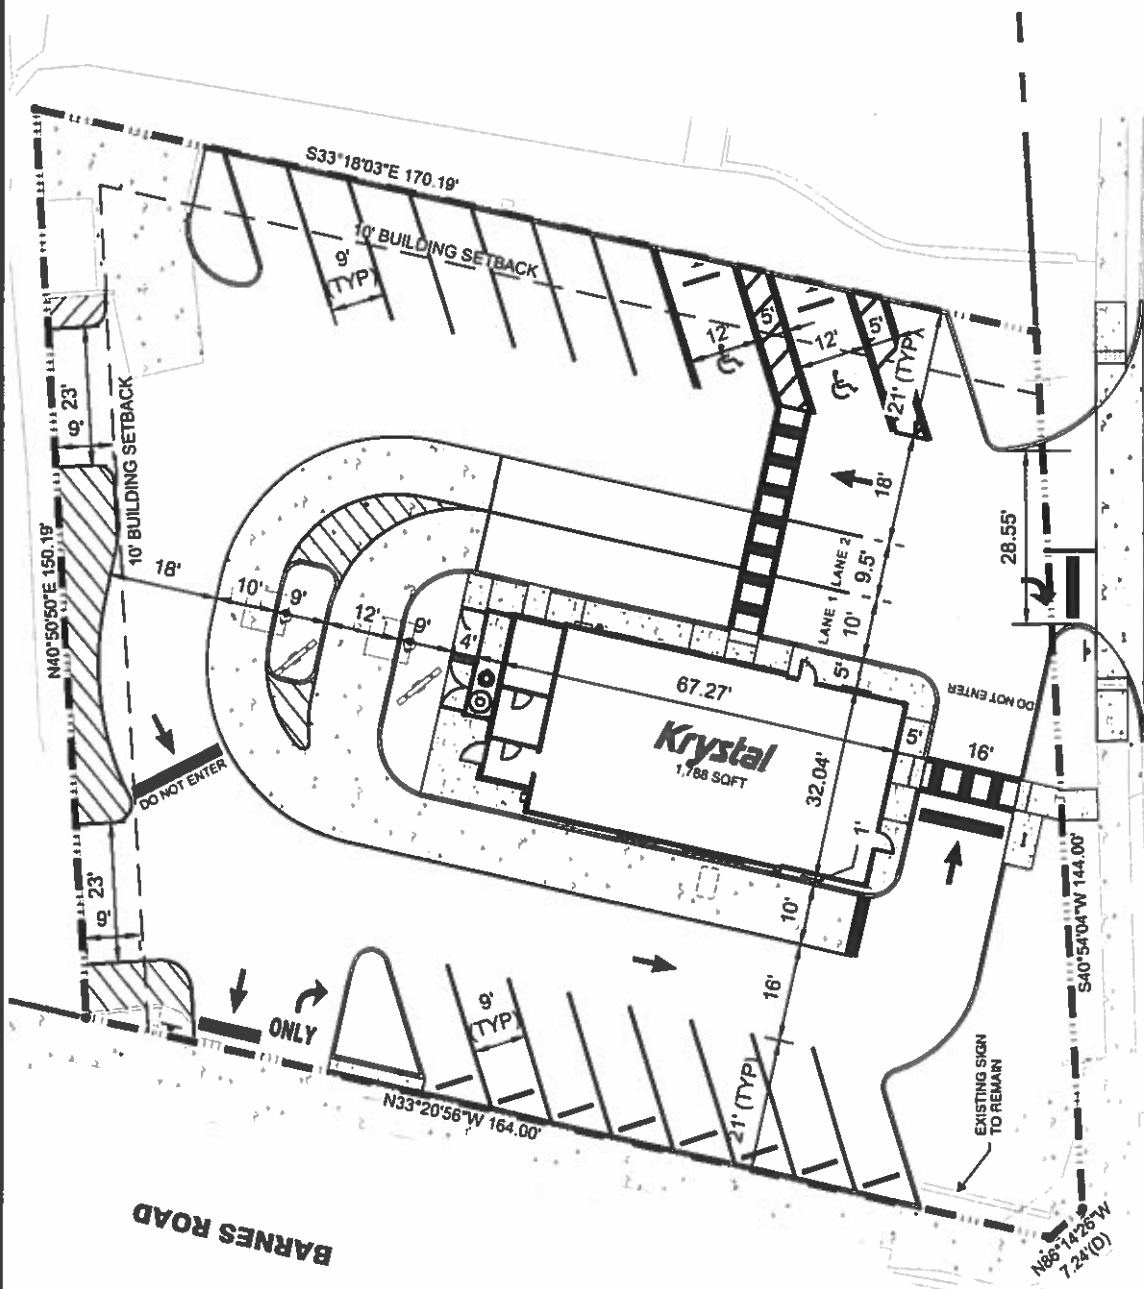 S33°18'03"E 170.19'
10' BUILDING SETBACK
9'
(TYP)
12'
5'
12'
5'
21' (TYP)
23'
9'
10' BUILDING SETBACK
N40°50'50"E 150.19'
18'
10'
9'
12'
9'
4'
18'
LANE 1
LANE 2
10'
9.5'
5'
28.55'
67.27'
Krystal
1,788 SQFT
32.04'
DO NOT ENTER
5'
16'
1'
DO NOT ENTER
23'
9'
10'
16'
ONLY
9'
(TYP)
21' (TYP)
N33°20'56"W 164.00'
S40°54'04"W 144.00'
EXISTING SIGN
TO REMAIN
N86°14'26"W
7.24'(D)
BARNES ROAD